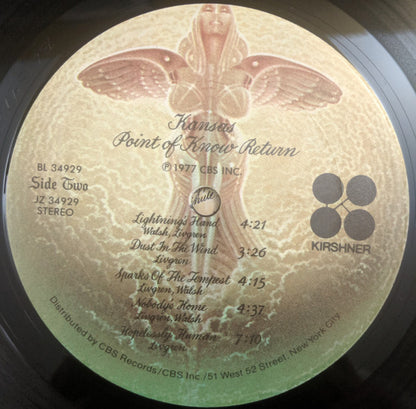 Kansas
Point of Know Return
℗ 1977 CBS INC.
BL 34929
Side Two
JZ 34929
STEREO
KIRSHNER
Lightning's Hand 4:21
Walsh, Livgren
Dust In The Wind 3:26
Livgren
Sparks Of The Tempest 4:15
Livgren, Walsh
Nobody's Home 4:37
Livgren, Walsh
Hopelessly Human 7:10
Livgren
Distributed by CBS Records/CBS Inc./51 West 52 Street, New York City